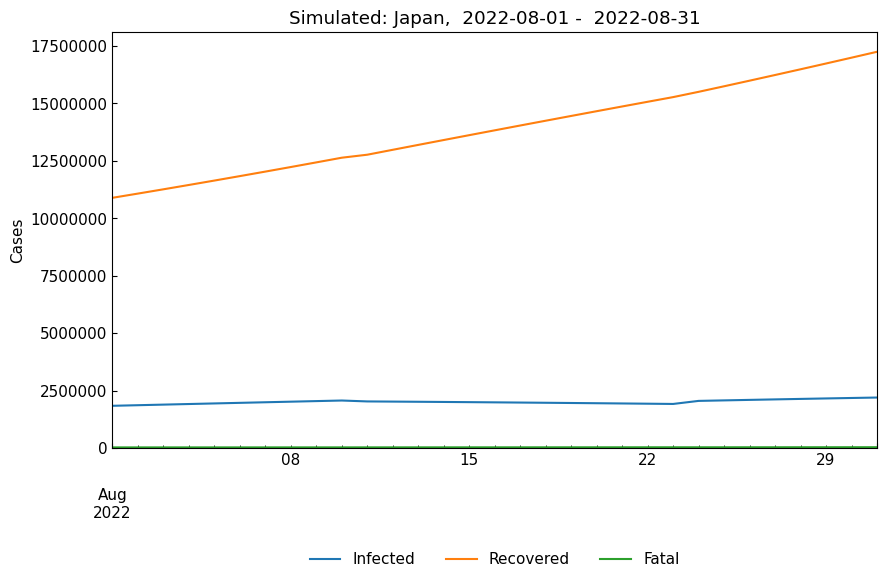 Simulated: Japan,  2022-08-01 -  2022-08-31
17500000
15000000
12500000
10000000
7500000
5000000
2500000
0
Cases
08
15
22
29
Aug
2022
Infected
Recovered
Fatal